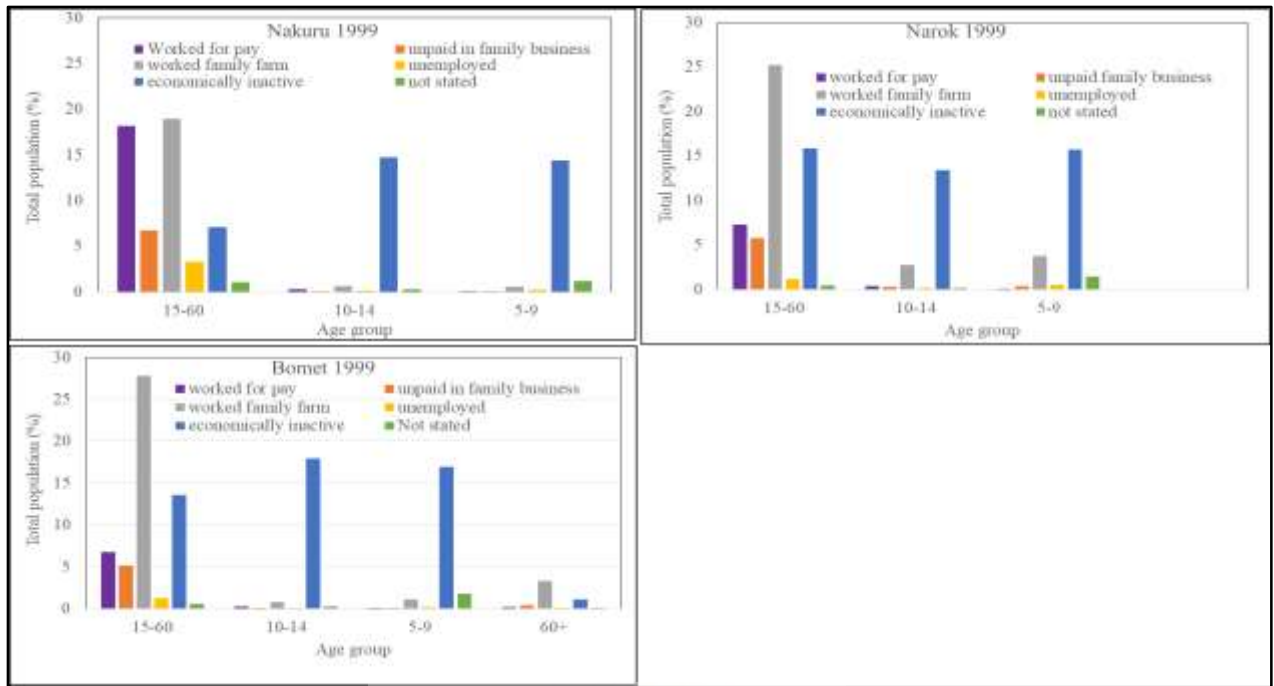 Nakuru 1999
Worked for pay
unpaid in family business
worked family farm
unemployed
economically inactive
not stated
Total population (%)
30
25
20
15
10
5
0
15-60
10-14
5-9
Age group
Narok 1999
worked for pay
unpaid family business
worked family farm
unemployed
economically inactive
not stated
Total population (%)
30
25
20
15
10
5
0
15-60
10-14
5-9
Age group
Bomet 1999
worked for pay
unpaid in family business
worked family farm
unemployed
economically inactive
Not stated
Total population (%)
30
25
20
15
10
5
0
15-60
10-14
5-9
60+
Age group